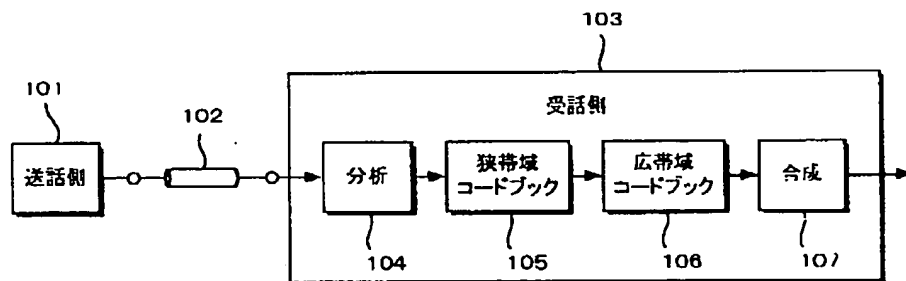 103
101
102
受話側
送話側
分析
狭帯域
コードブック
広帯域
コードブック
合成
104
105
106
107